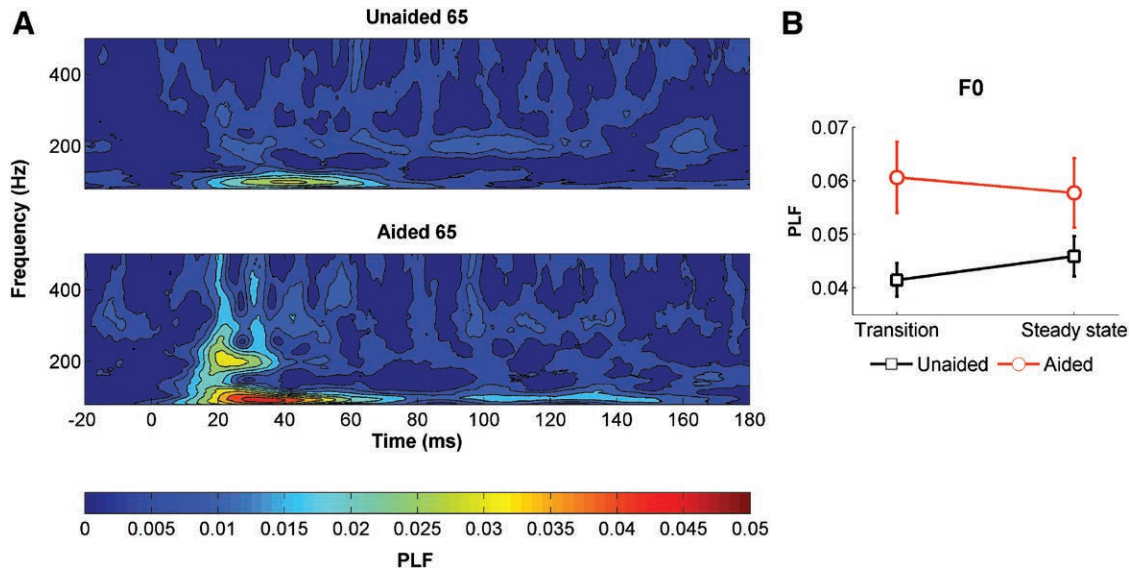 A
Unaided 65
400
200
Aided 65
400
200
Frequency (Hz)
-20 0 20 40 60 80 100 120 140 160 180
Time (ms)
0 0.005 0.01 0.015 0.02 0.025 0.03 0.035 0.04 0.045 0.05
PLF
B
F0
0.07
0.06
0.05
0.04
PLF
Transition Steady state
Unaided Aided